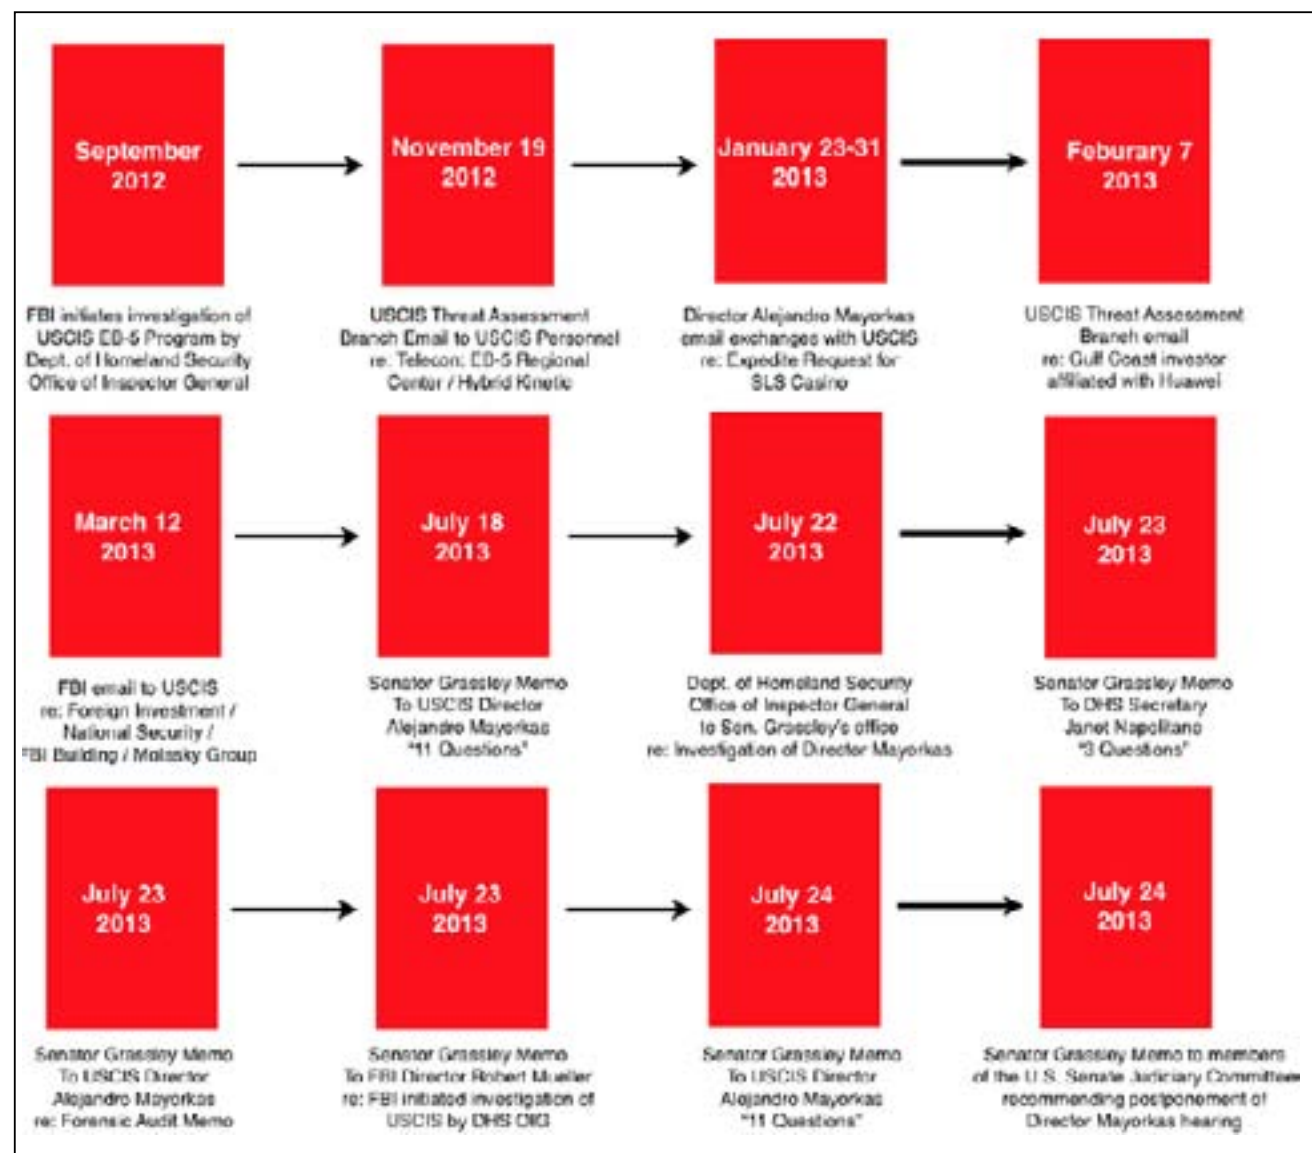 September
2012
FBI initiates investigation of
USCIS EB-5 Program by
Dept. of Homeland Security
Office of Inspector General
November 19
2012
USCIS Threat Assessment
Branch Email to USCIS Personnel
re: Telecon: EB-5 Regional
Center / Hybrid Kinetic
January 23-31
2013
Director Alejandro Mayorkas
email exchanges with USCIS
re: Expedite Request for
SLS Casino
Feburary 7
2013
USCIS Threat Assessment
Branch email
re: Gulf Coast investor
affiliated with Huawei
March 12
2013
FBI email to USCIS
re: Foreign Investment /
National Security /
FBI Building / Molasky Group
July 18
2013
Senator Grassley Memo
To USCIS Director
Alejandro Mayorkas
"11 Questions"
July 22
2013
Dept. of Homeland Security
Office of Inspector General
to Sen. Grassley's office
re: Investigation of Director Mayorkas
July 23
2013
Senator Grassley Memo
To DHS Secretary
Janet Napolitano
"3 Questions"
July 23
2013
Senator Grassley Memo
To USCIS Director
Alejandro Mayorkas
re: Forensic Audit Memo
July 23
2013
Senator Grassley Memo
To FBI Director Robert Mueller
re: FBI initiated investigation of
USCIS by DHS OIG
July 24
2013
Senator Grassley Memo
To USCIS Director
Alejandro Mayorkas
"11 Questions"
July 24
2013
Senator Grassley Memo to members
of the U.S. Senate Judiciary Committee
recommending postponement of
Director Mayorkas hearing